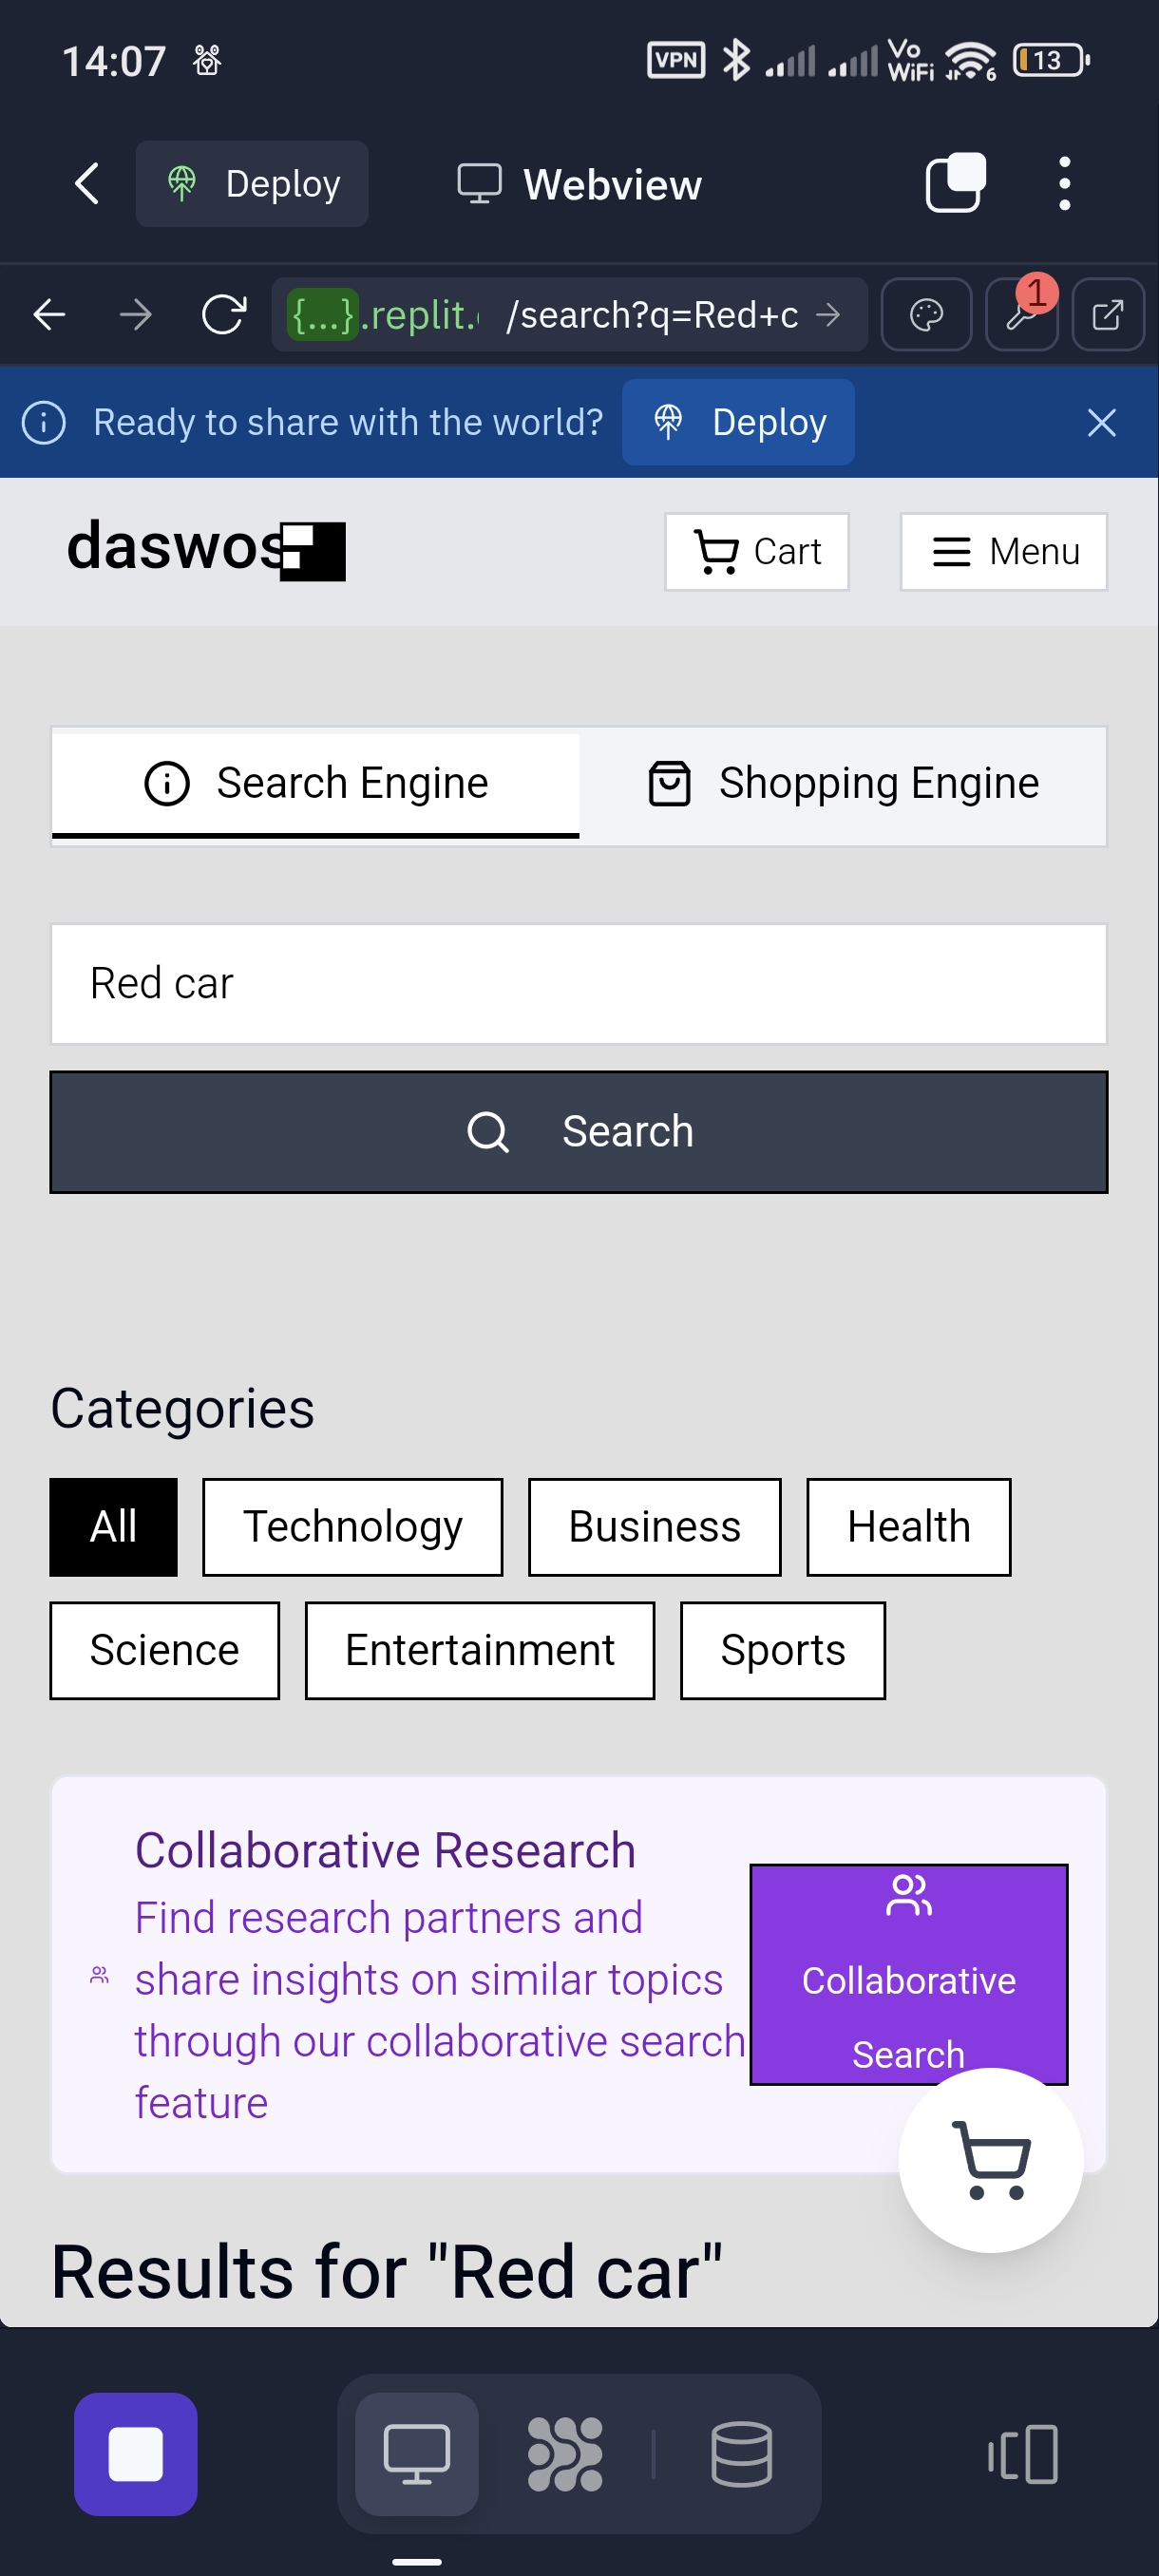 14:07
VPN
Vo
WiFi
6
13
Deploy
Webview
1
{...}.replit. /search?q=Red+c
Ready to share with the world?
Deploy
daswos
Cart
Menu
Search Engine
Shopping Engine
Red car
Search
Categories
All
Technology
Business
Health
Science
Entertainment
Sports
Collaborative Research
Find research partners and
share insights on similar topics
through our collaborative search
feature
Collaborative
Search
Results for "Red car"